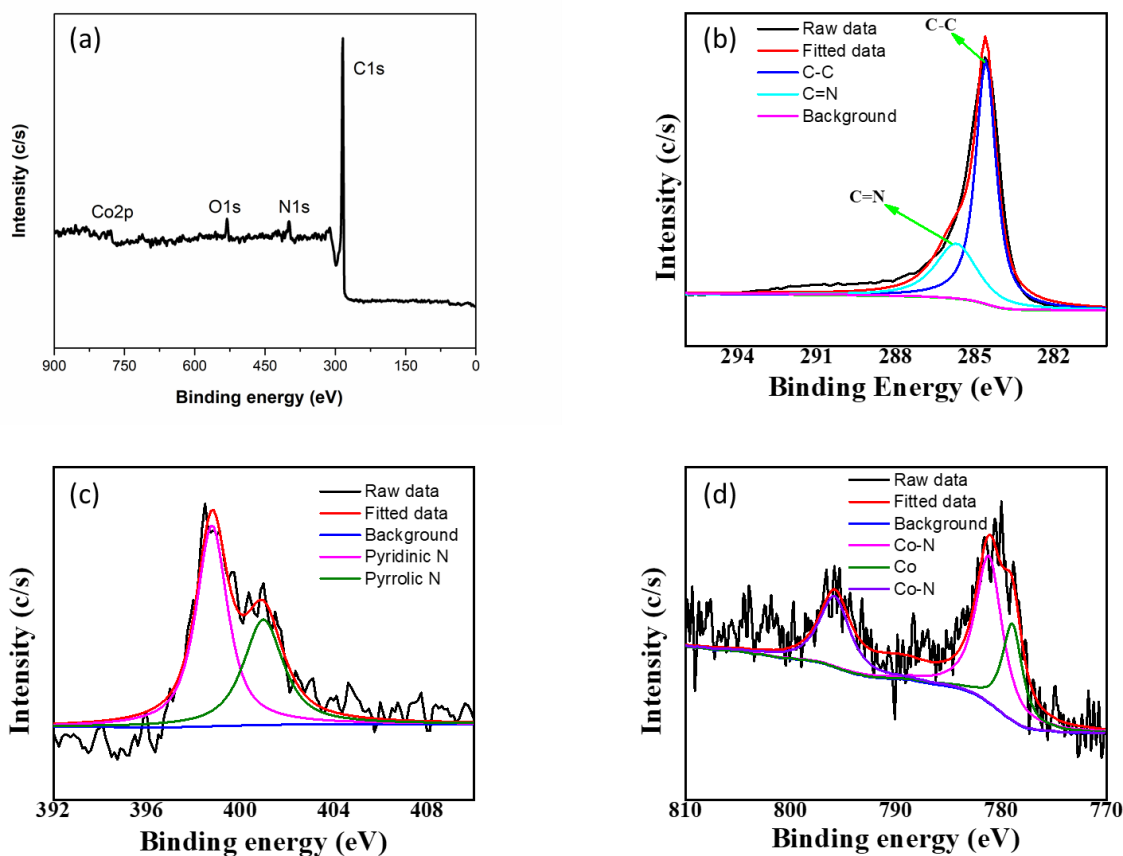 (a)
C1s
Co2p
O1s
N1s
Intensity (c/s)
900 750 600 450 300 150 0
Binding energy (eV)
(b)
Raw data
Fitted data
C-C
C=N
Background
C-C
C=N
Intensity (c/s)
294 291 288 285 282
Binding Energy (eV)
(c)
Raw data
Fitted data
Background
Pyridinic N
Pyrrolic N
Intensity (c/s)
392 396 400 404 408
Binding energy (eV)
(d)
Raw data
Fitted data
Background
Co-N
Co
Co-N
Intensity (c/s)
810 800 790 780 770
Binding energy (eV)